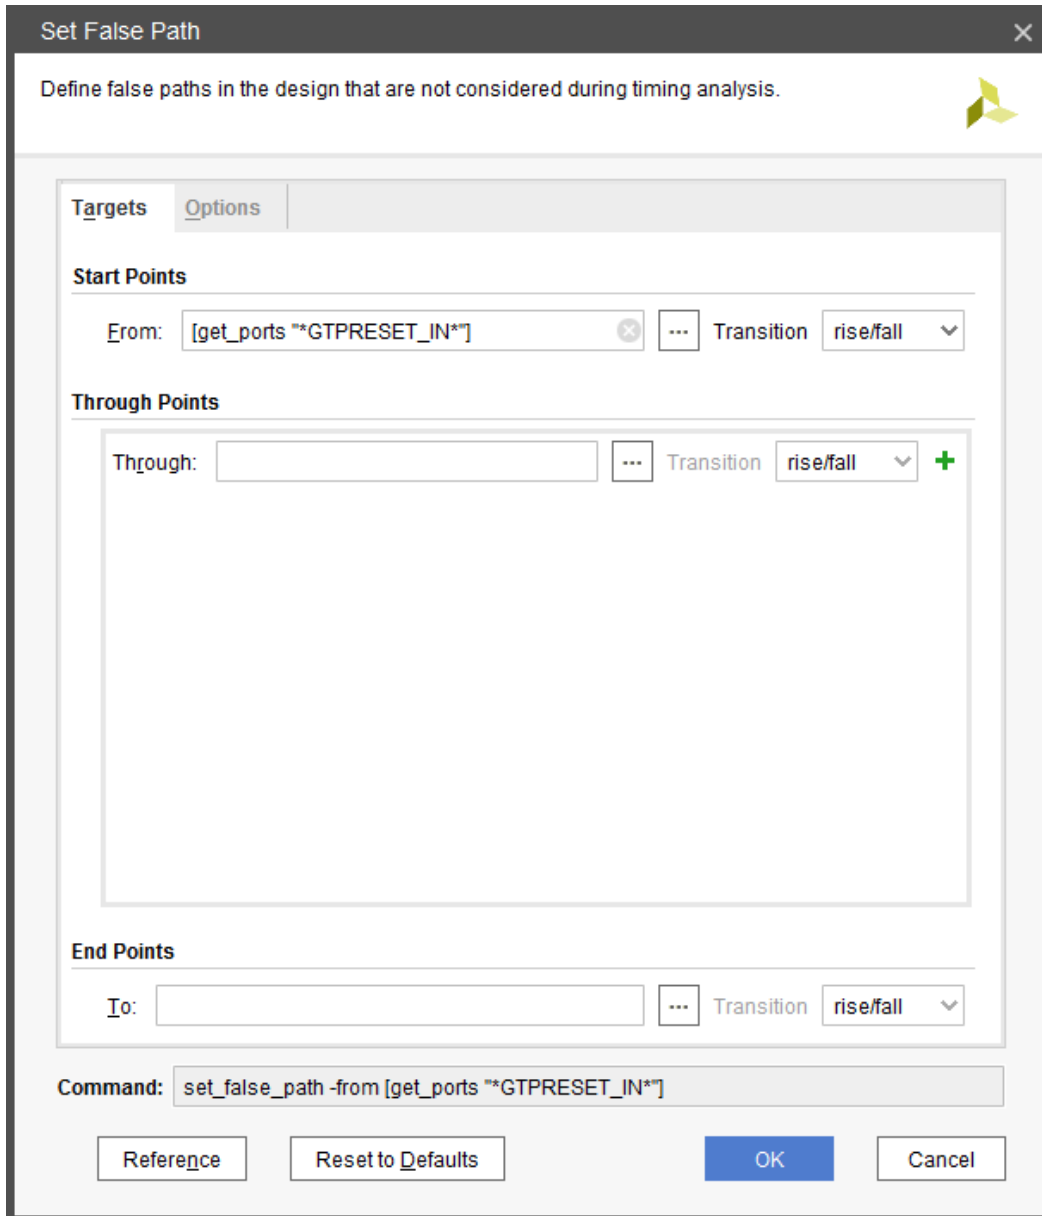 Set False Path
Define false paths in the design that are not considered during timing analysis.
Targets Options
Start Points
From: [get_ports "*GTPRESET_IN*"] ... Transition rise/fall
Through Points
Through: ... Transition rise/fall
End Points
To: ... Transition rise/fall
Command: set_false_path -from [get_ports "*GTPRESET_IN*"]
Reference Reset to Defaults OK Cancel